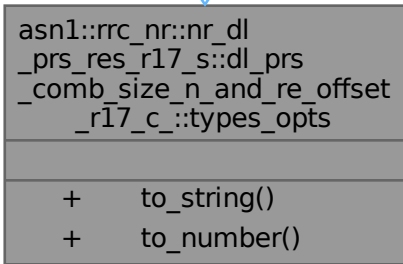 asn1::rrc_nr::nr_dl
_prs_res_r17_s::dl_prs
_comb_size_n_and_re_offset
_r17_c_::types_opts
+ to_string()
+ to_number()